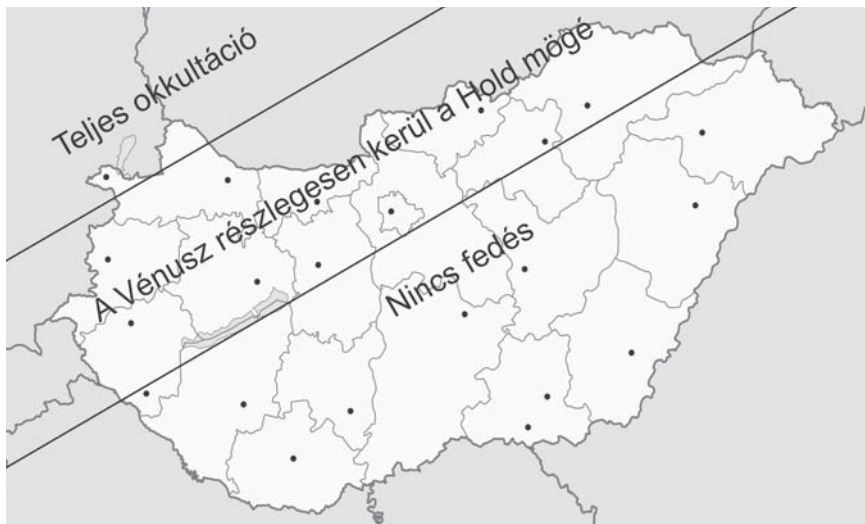 Teljes okkultáció
A Vénusz részlegesen kerül a Hold mögé
Nincs fedés